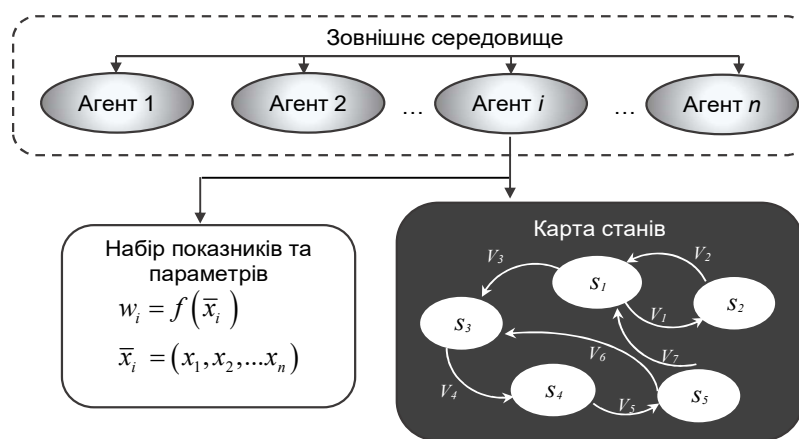 Зовнішнє середовище
Агент 1
Агент 2
...
Агент i
...
Агент n
Набір показників та
параметрів
w_i = f(x̅_i)
x̅_i = (x_1, x_2, ... x_n)
Карта станів
V_3
V_2
s_1
s_2
V_1
s_3
V_6
V_7
V_4
s_4
V_5
s_5